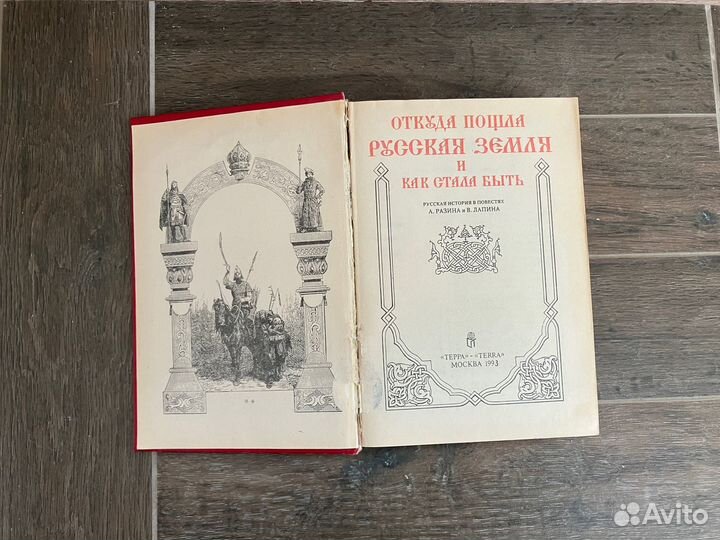 ОТКУДА ПОШЛА
РУССКАЯ ЗЕМЛЯ
И
КАК СТАЛА БЫТЬ
РУССКАЯ ИСТОРИЯ В ПОВЕСТЯХ
А. РАЗИНА и В. ЛАПИНА
«ТЕРРА» – «TERRA»
МОСКВА 1993
Avito